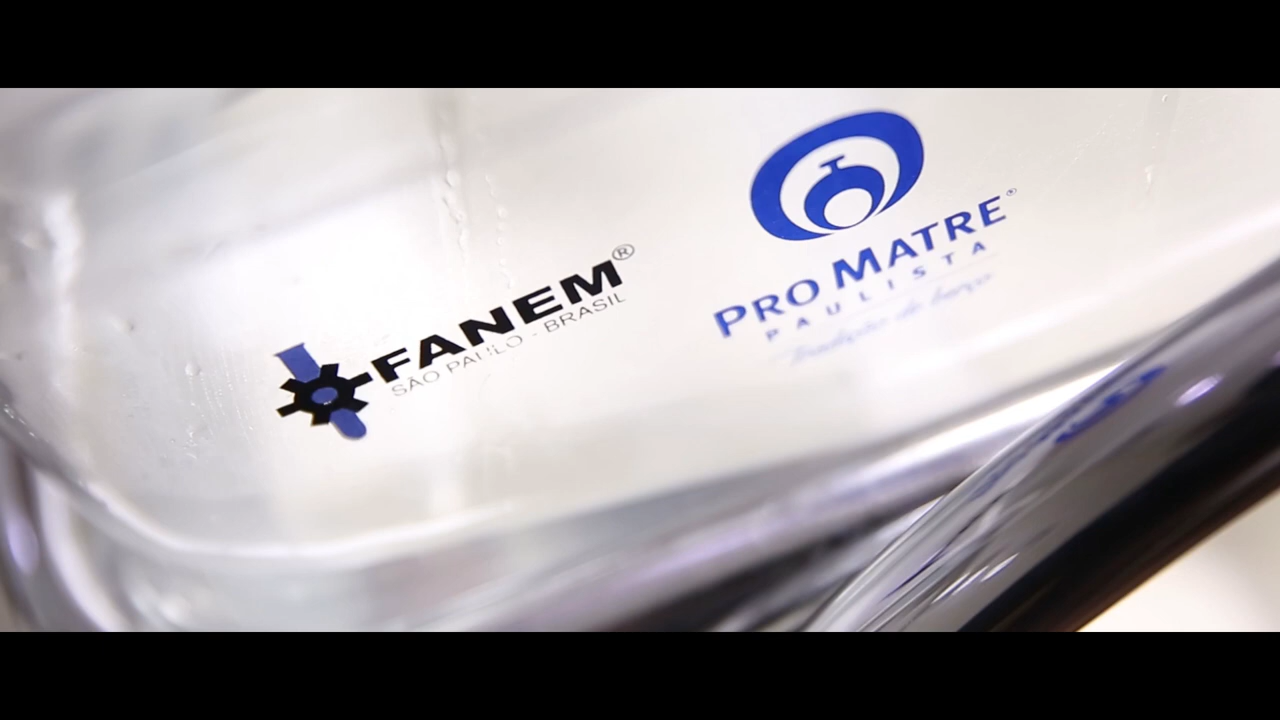 FANEM®
SÃO PAULO - BRASIL
PRO MATRE®
PAULISTA
Tradição de berço